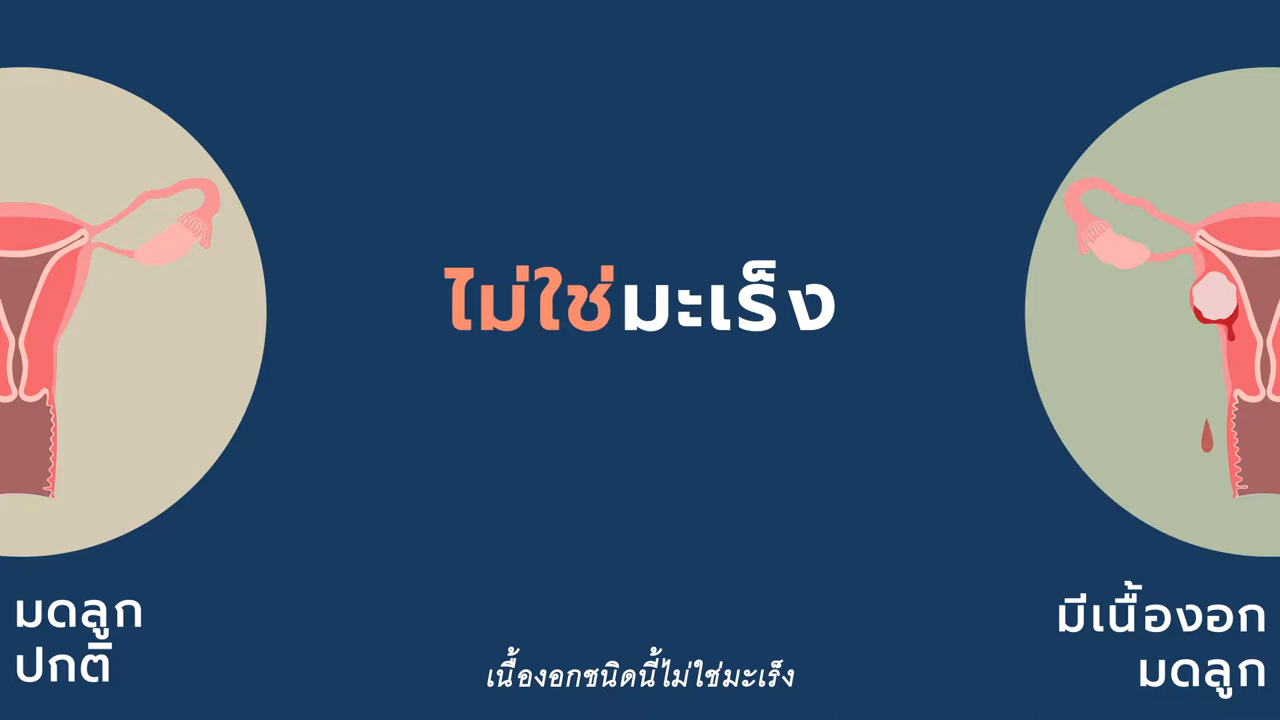 ไม่ใช่มะเร็ง
มดลูก
ปกติ
มีเนื้องอก
มดลูก
เนื้องอกชนิดนี้ไม่ใช่มะเร็ง